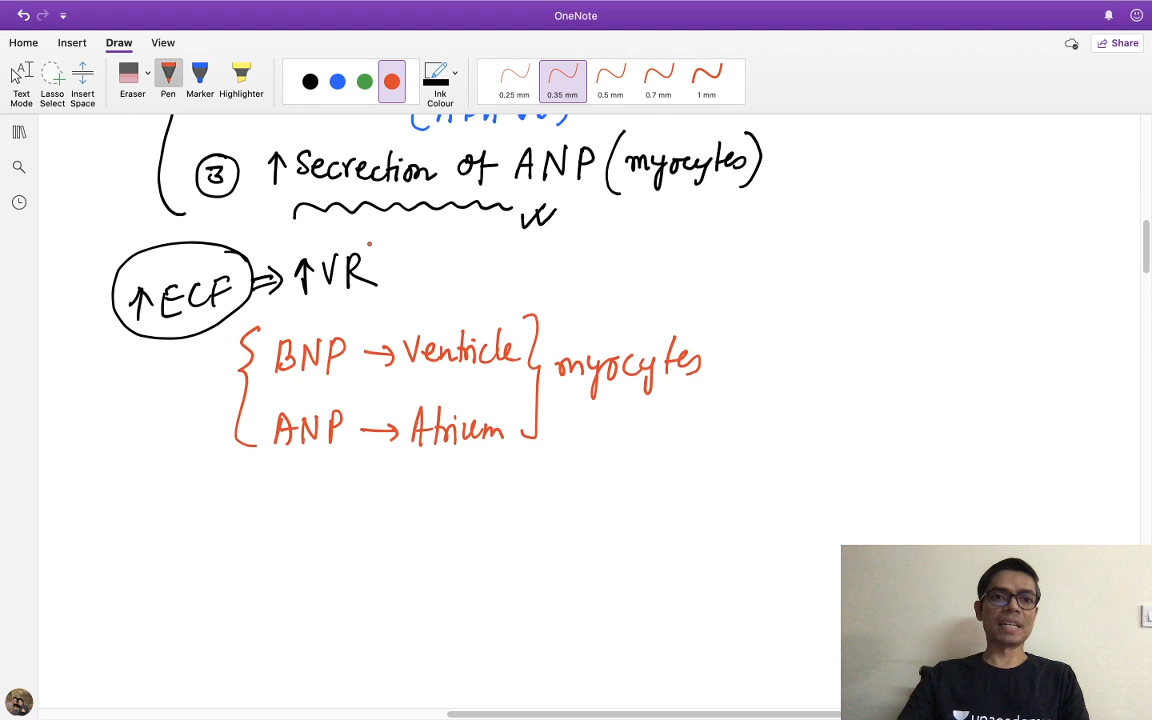 OneNote
Home Insert Draw View
Share
Text Mode
Lasso Select
Insert Space
Eraser
Pen
Marker
Highlighter
Ink Colour
0.25 mm
0.35 mm
0.5 mm
0.7 mm
1 mm
③ ↑ Secrection of ANP (myocytes)
↑ ECF ⇒ ↑ VR
{ BNP → Ventricle } myocytes
ANP → Atrium